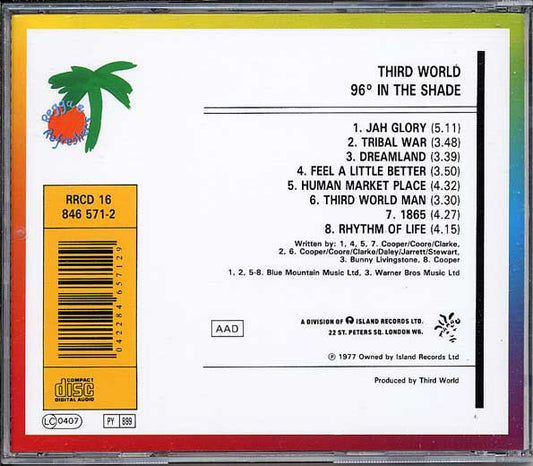 THIRD WORLD
96° IN THE SHADE
Reggae
Refreshers
1. JAH GLORY (5.11)
2. TRIBAL WAR (3.48)
3. DREAMLAND (3.39)
4. FEEL A LITTLE BETTER (3.50)
5. HUMAN MARKET PLACE (4.32)
6. THIRD WORLD MAN (3.30)
7. 1865 (4.27)
8. RHYTHM OF LIFE (4.15)
Written by: 1, 4, 5, 7. Cooper/Coore/Clarke,
2. 6. Cooper/Coore/Clarke/Daley/Jarrett/Stewart,
3. Bunny Livingstone, 8. Cooper
1, 2, 5-8. Blue Mountain Music Ltd, 3. Warner Bros Music Ltd
RRCD 16
846 571-2
042284657129
COMPACT
disc
DIGITAL AUDIO
LC 0407
PY 899
AAD
A DIVISION OF ISLAND RECORDS LTD.
22 ST. PETERS SQ. LONDON W6.
℗ 1977 Owned by Island Records Ltd
Produced by Third World